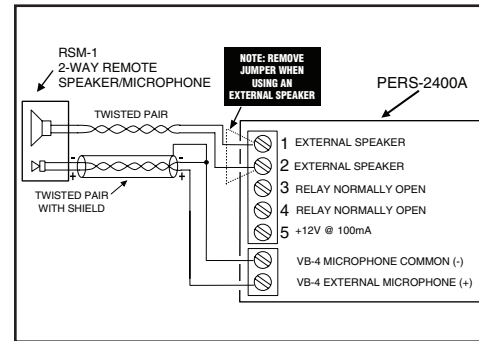 RSM-1
2-WAY REMOTE
SPEAKER/MICROPHONE
NOTE: REMOVE
JUMPER WHEN
USING AN
EXTERNAL SPEAKER
PERS-2400A
TWISTED PAIR
- -
+ +
TWISTED PAIR
WITH SHIELD
1 EXTERNAL SPEAKER
2 EXTERNAL SPEAKER
3 RELAY NORMALLY OPEN
4 RELAY NORMALLY OPEN
5 +12V @ 100mA
VB-4 MICROPHONE COMMON (-)
VB-4 EXTERNAL MICROPHONE (+)